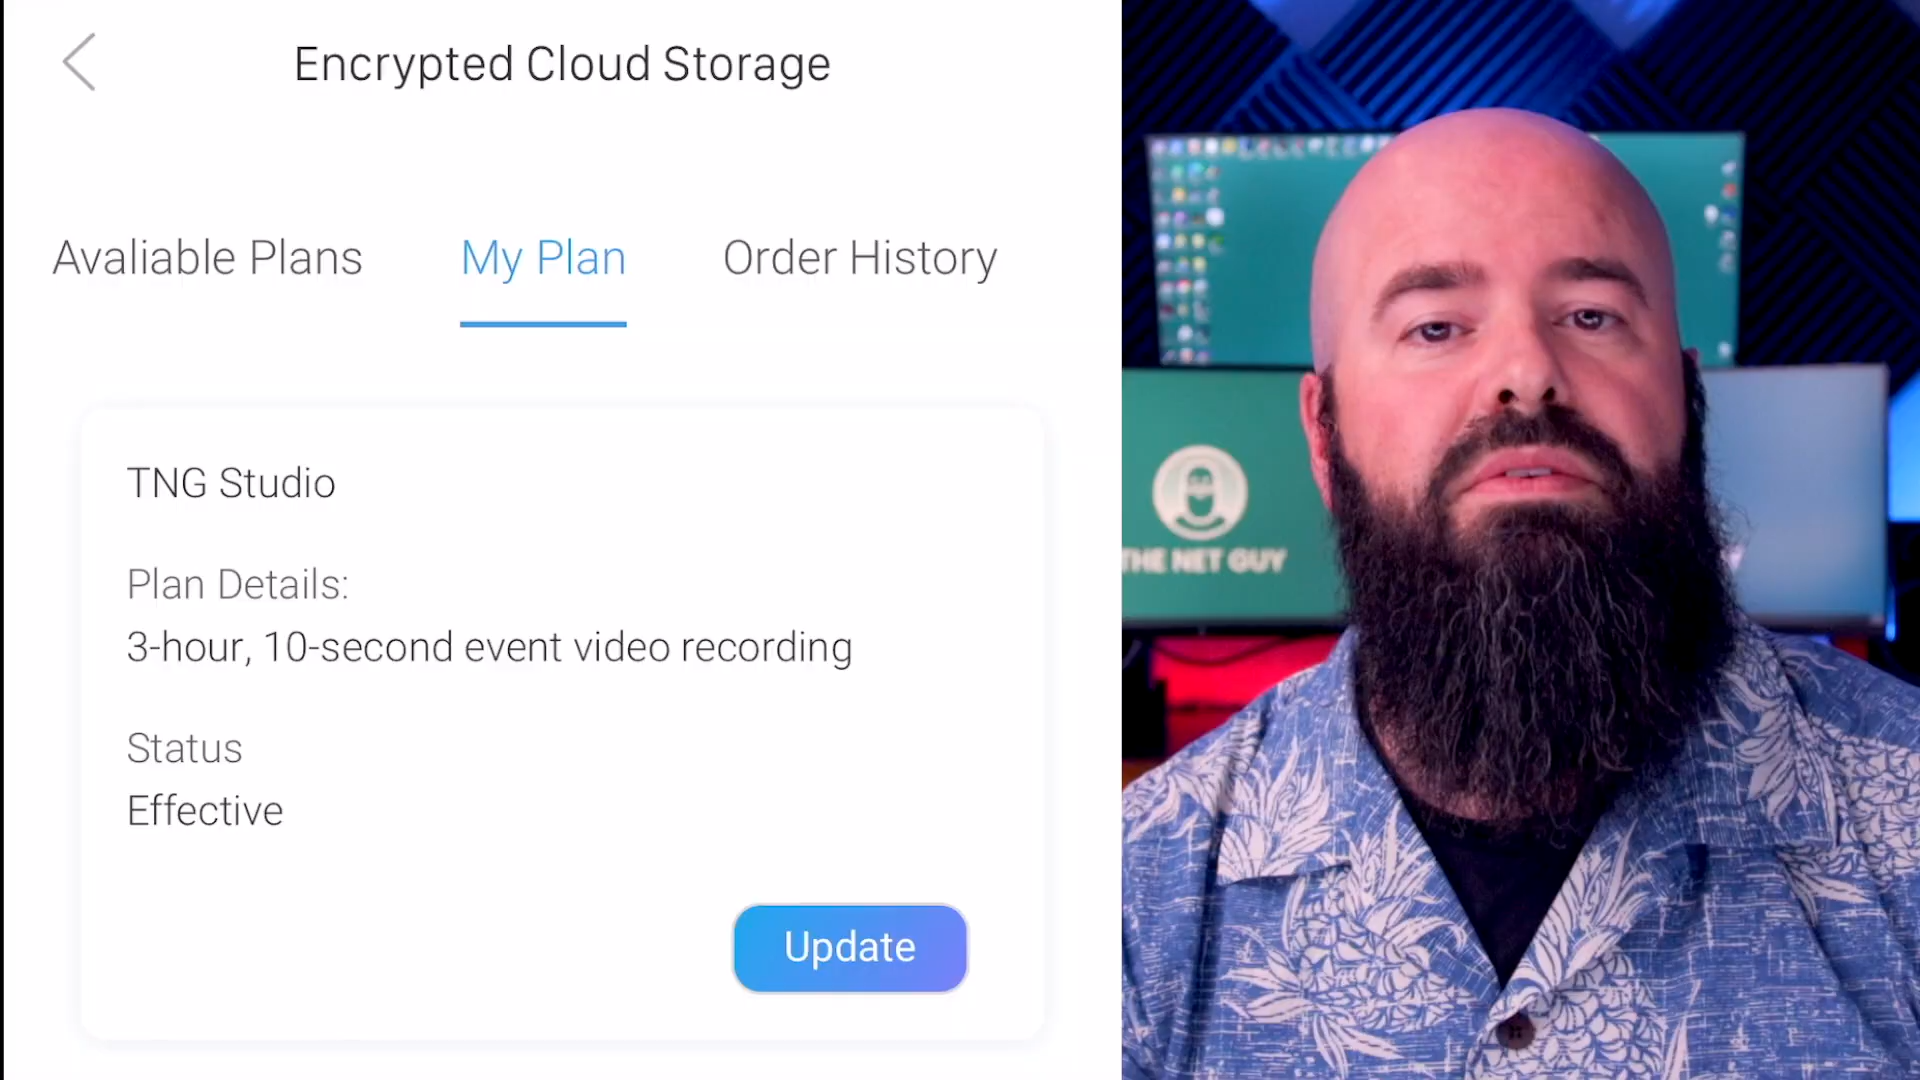 Encrypted Cloud Storage
Avaliable Plans
My Plan
Order History
TNG Studio
Plan Details:
3-hour, 10-second event video recording
Status
Effective
Update
THE NET GUY